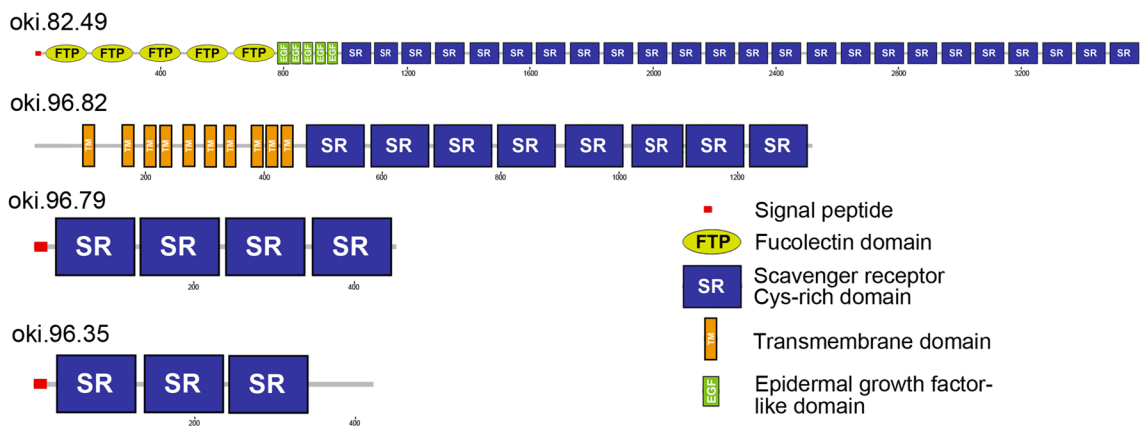 oki.82.49
FTP FTP FTP FTP FTP EGF EGF EGF EGF EGF SR SR SR SR SR SR SR SR SR SR SR SR SR SR SR SR SR SR SR SR SR SR SR SR
400 800 1200 1600 2000 2400 2800 3200
oki.96.82
TM TM TM TM TM TM TM TM TM TM SR SR SR SR SR SR SR SR
200 400 600 800 1000 1200
oki.96.79
SR SR SR SR
200 400
oki.96.35
SR SR SR
200 400
Signal peptide
FTP Fucolectin domain
SR Scavenger receptor
Cys-rich domain
TM Transmembrane domain
EGF Epidermal growth factor-
like domain